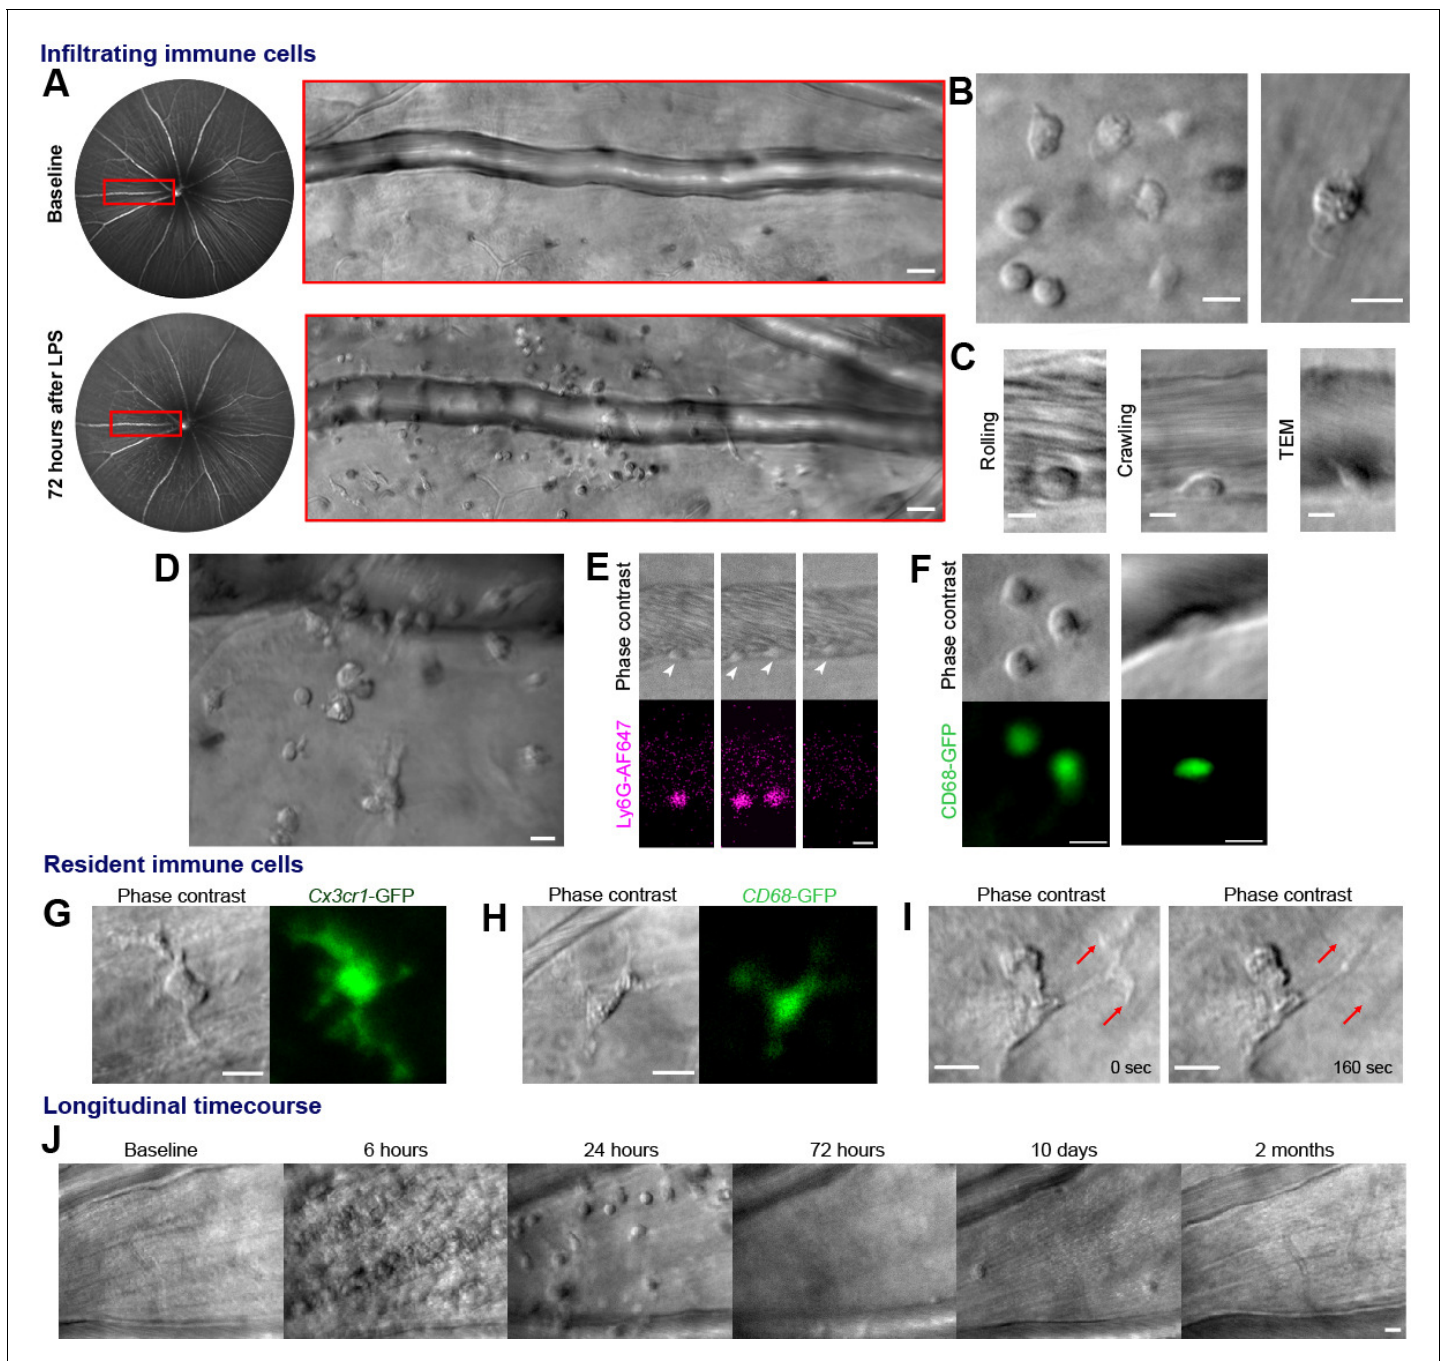 Infiltrating immune cells
A
Baseline
72 hours after LPS
B
C
Rolling
Crawling
TEM
D
E
Phase contrast
Ly6G-AF647
F
Phase contrast
CD68-GFP
Resident immune cells
G
Phase contrast
Cx3cr1-GFP
H
Phase contrast
CD68-GFP
I
Phase contrast
0 sec
Phase contrast
160 sec
Longitudinal timecourse
J
Baseline
6 hours
24 hours
72 hours
10 days
2 months